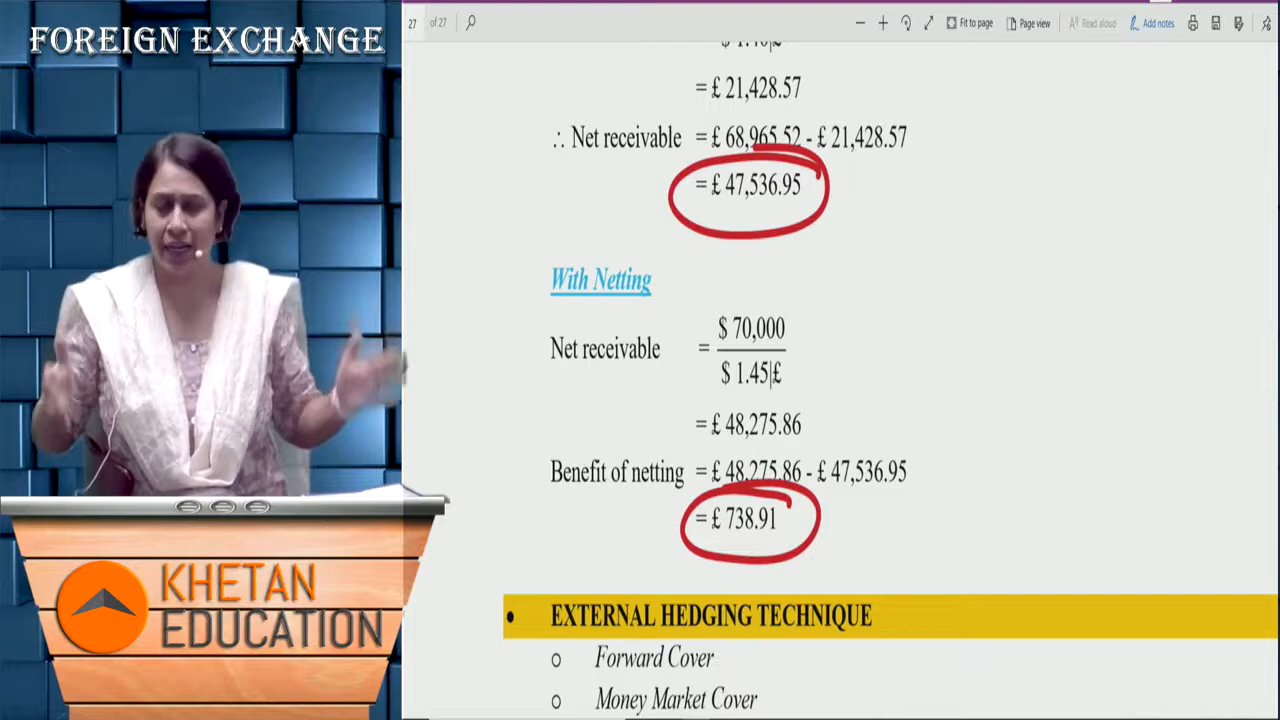 FOREIGN EXCHANGE
27 of 27
Fit to page
Page view
Read aloud
Add notes
$ 1.40|£
= £ 21,428.57
∴ Net receivable = £ 68,965.52 - £ 21,428.57
= £ 47,536.95
With Netting
Net receivable = $ 70,000
$ 1.45|£
= £ 48,275.86
Benefit of netting = £ 48,275.86 - £ 47,536.95
= £ 738.91
• EXTERNAL HEDGING TECHNIQUE
o Forward Cover
o Money Market Cover
KHETAN
EDUCATION